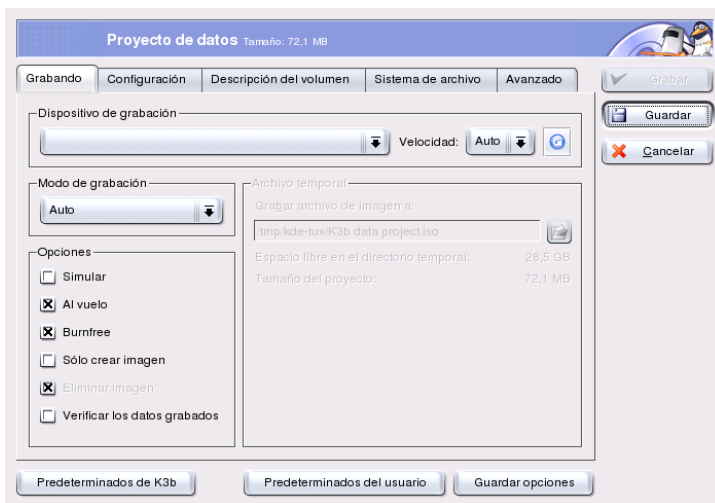 Proyecto de datos Tamaño: 72,1 MB
Grabando Configuración Descripción del volumen Sistema de archivo Avanzado
Grabar
Guardar
Cancelar
Dispositivo de grabación
Velocidad: Auto
Modo de grabación
Auto
Opciones
Simular
Al vuelo
Burnfree
Sólo crear imagen
Eliminar imagen
Verificar los datos grabados
Archivo temporal
Grabar archivo de imagen a:
/tmp/kde-tux/K3b data project.iso
Espacio libre en el directorio temporal: 28,5 GB
Tamaño del proyecto: 72,1 MB
Predeterminados de K3b Predeterminados del usuario Guardar opciones